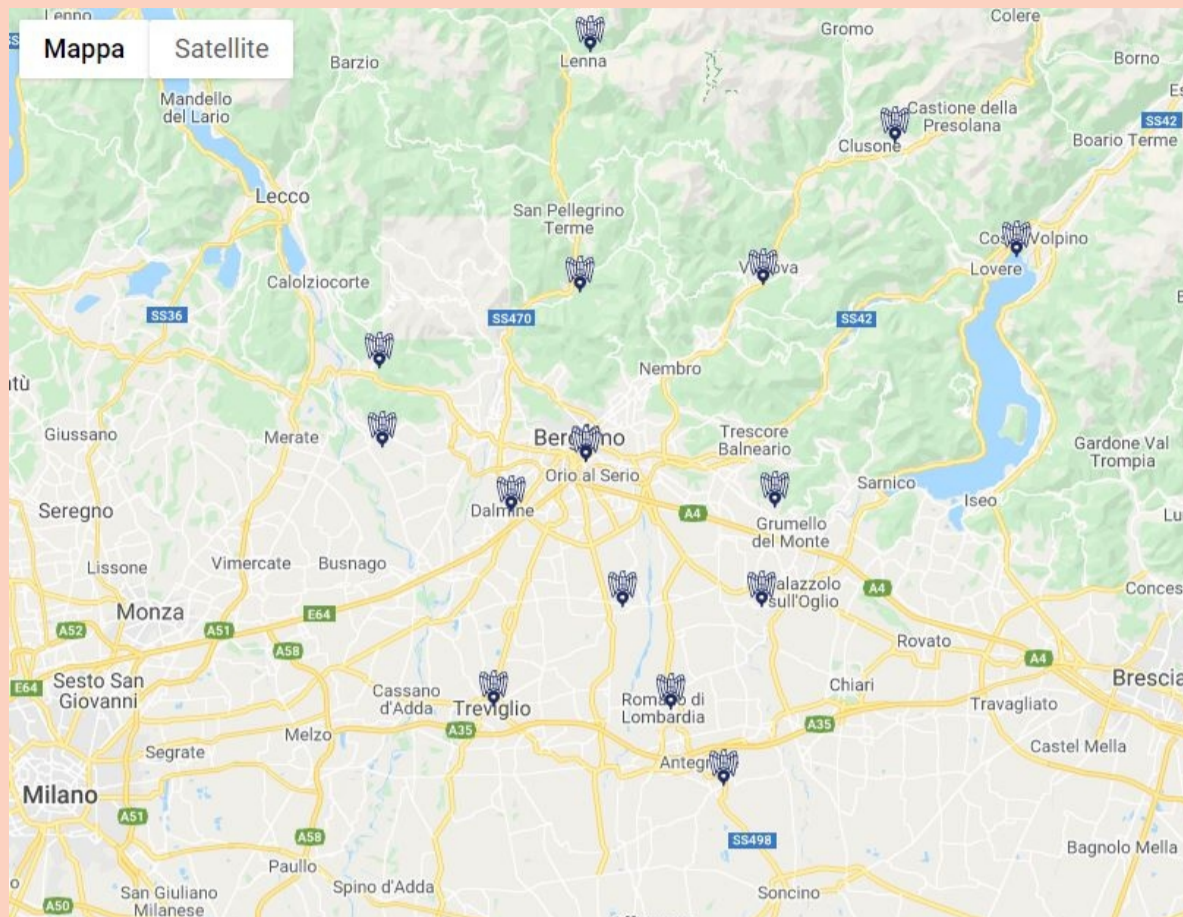 Lenno
Mappa
Satellite
Lenna
Gromo
Colere
Barzio
Borno
Mandello
del Lario
Castione della
Presolana
SS42
Clusone
Boario Terme
Lecco
San Pellegrino
Terme
Volpino
Lovere
Calolziocorte
SS36
SS470
SS42
Nembro
Giussano
Merate
Trescore
Balneario
Gardone Val
Trompia
Orio al Serio
Sarnico
Iseo
Seregno
Dalmine
A4
Grumello
del Monte
Lissone
Vimercate
Busnago
sull'Oglio
A4
Monza
E64
A52
A51
A58
Rovato
A4
E64
Sesto San
Giovanni
Cassano
d'Adda
Treviglio
Lombardia
Chiari
Brescia
Travagliato
Melzo
A35
A35
Segrate
Castel Mella
Milano
A51
A58
SS498
Bagnolo Mella
Paullo
San Giuliano
Milanese
Spino d'Adda
Soncino
A50